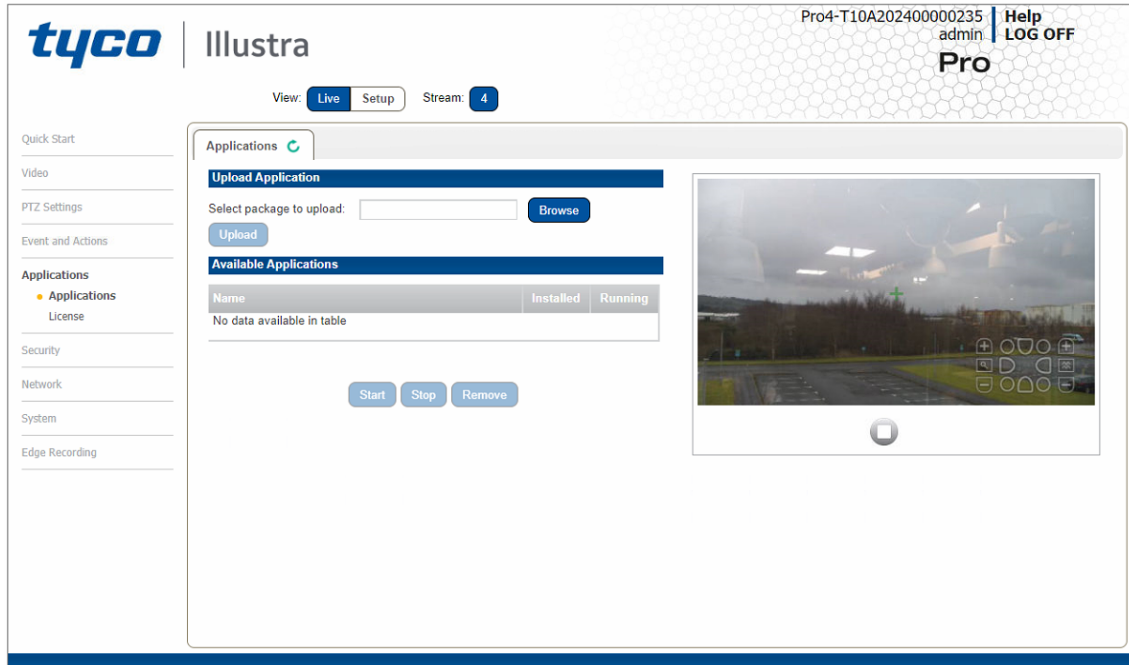 tyco Illustra
Pro4-T10A202400000235 Help
admin LOG OFF
Pro
View: Live Setup Stream: 4
Quick Start
Video
PTZ Settings
Event and Actions
Applications
Applications
License
Security
Network
System
Edge Recording
Applications
Upload Application
Select package to upload: Browse
Upload
Available Applications
Name Installed Running
No data available in table
Start Stop Remove